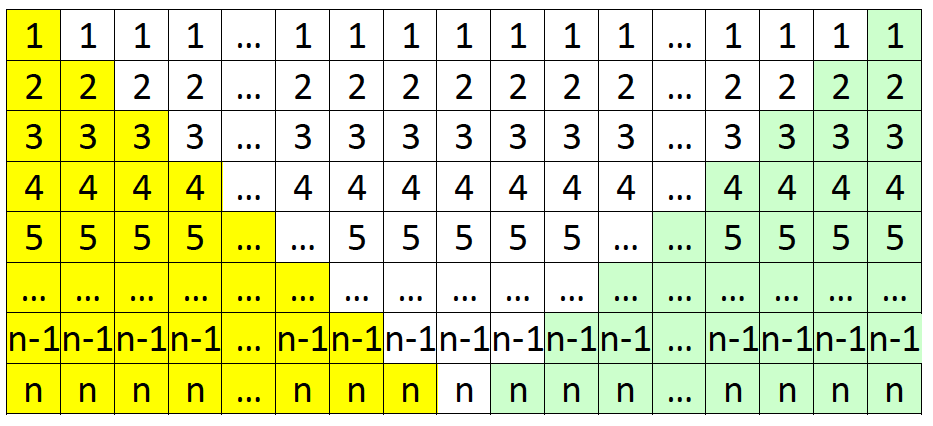 1 1 1 1 ... 1 1 1 1 1 1 1 ... 1 1 1 1
2 2 2 2 ... 2 2 2 2 2 2 2 ... 2 2 2 2
3 3 3 3 ... 3 3 3 3 3 3 3 ... 3 3 3 3
4 4 4 4 ... 4 4 4 4 4 4 4 ... 4 4 4 4
5 5 5 5 ... ... 5 5 5 5 5 ... ... 5 5 5 5
... ... ... ... ... ... ... ... ... ... ... ... ... ... ... ... ...
n-1 n-1 n-1 n-1 ... n-1 n-1 n-1 n-1 n-1 n-1 n-1 ... n-1 n-1 n-1 n-1
n n n n ... n n n n n n n ... n n n n